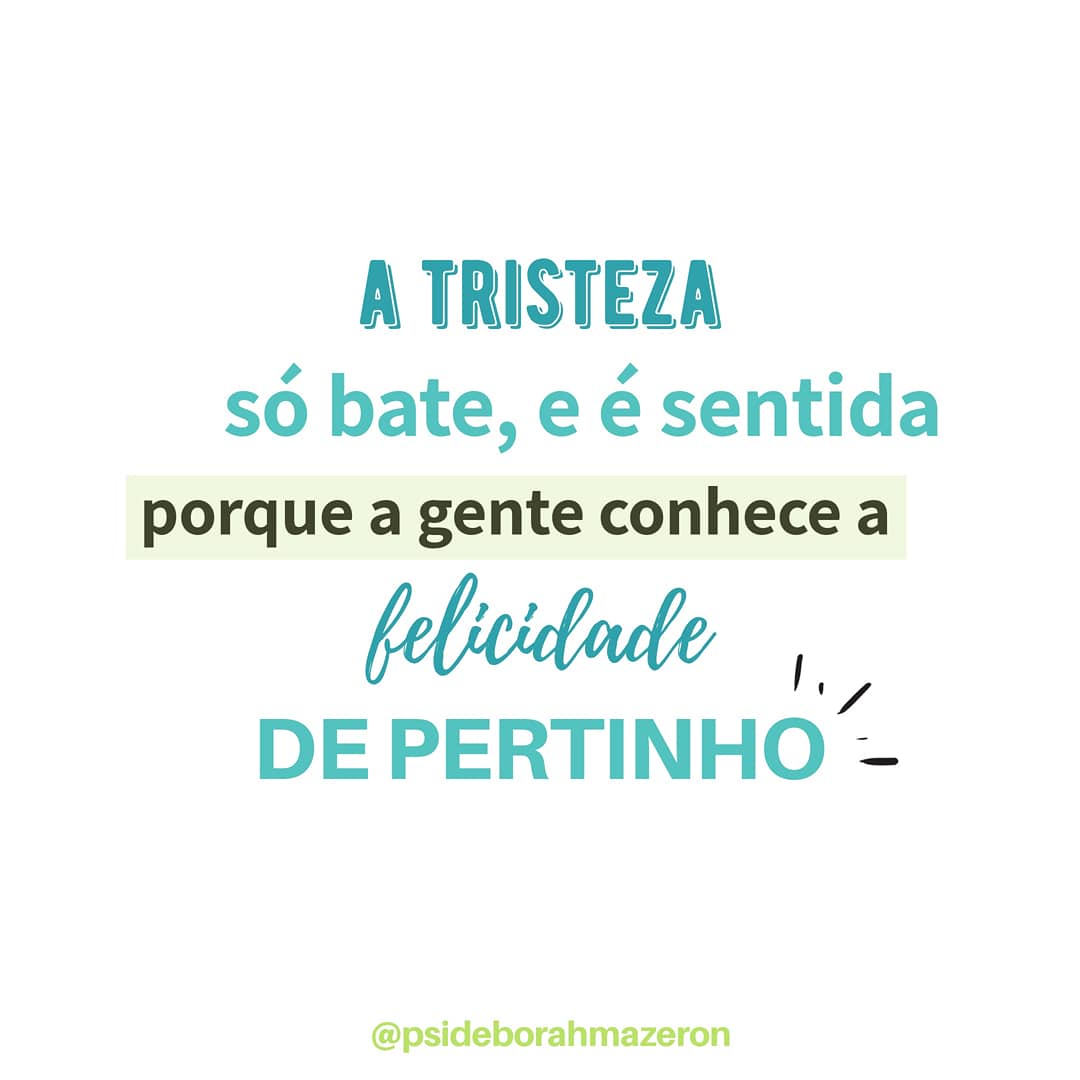 A TRISTEZA
só bate, e é sentida
porque a gente conhece a
felicidade
DE PERTINHO
@psideborahmazeron